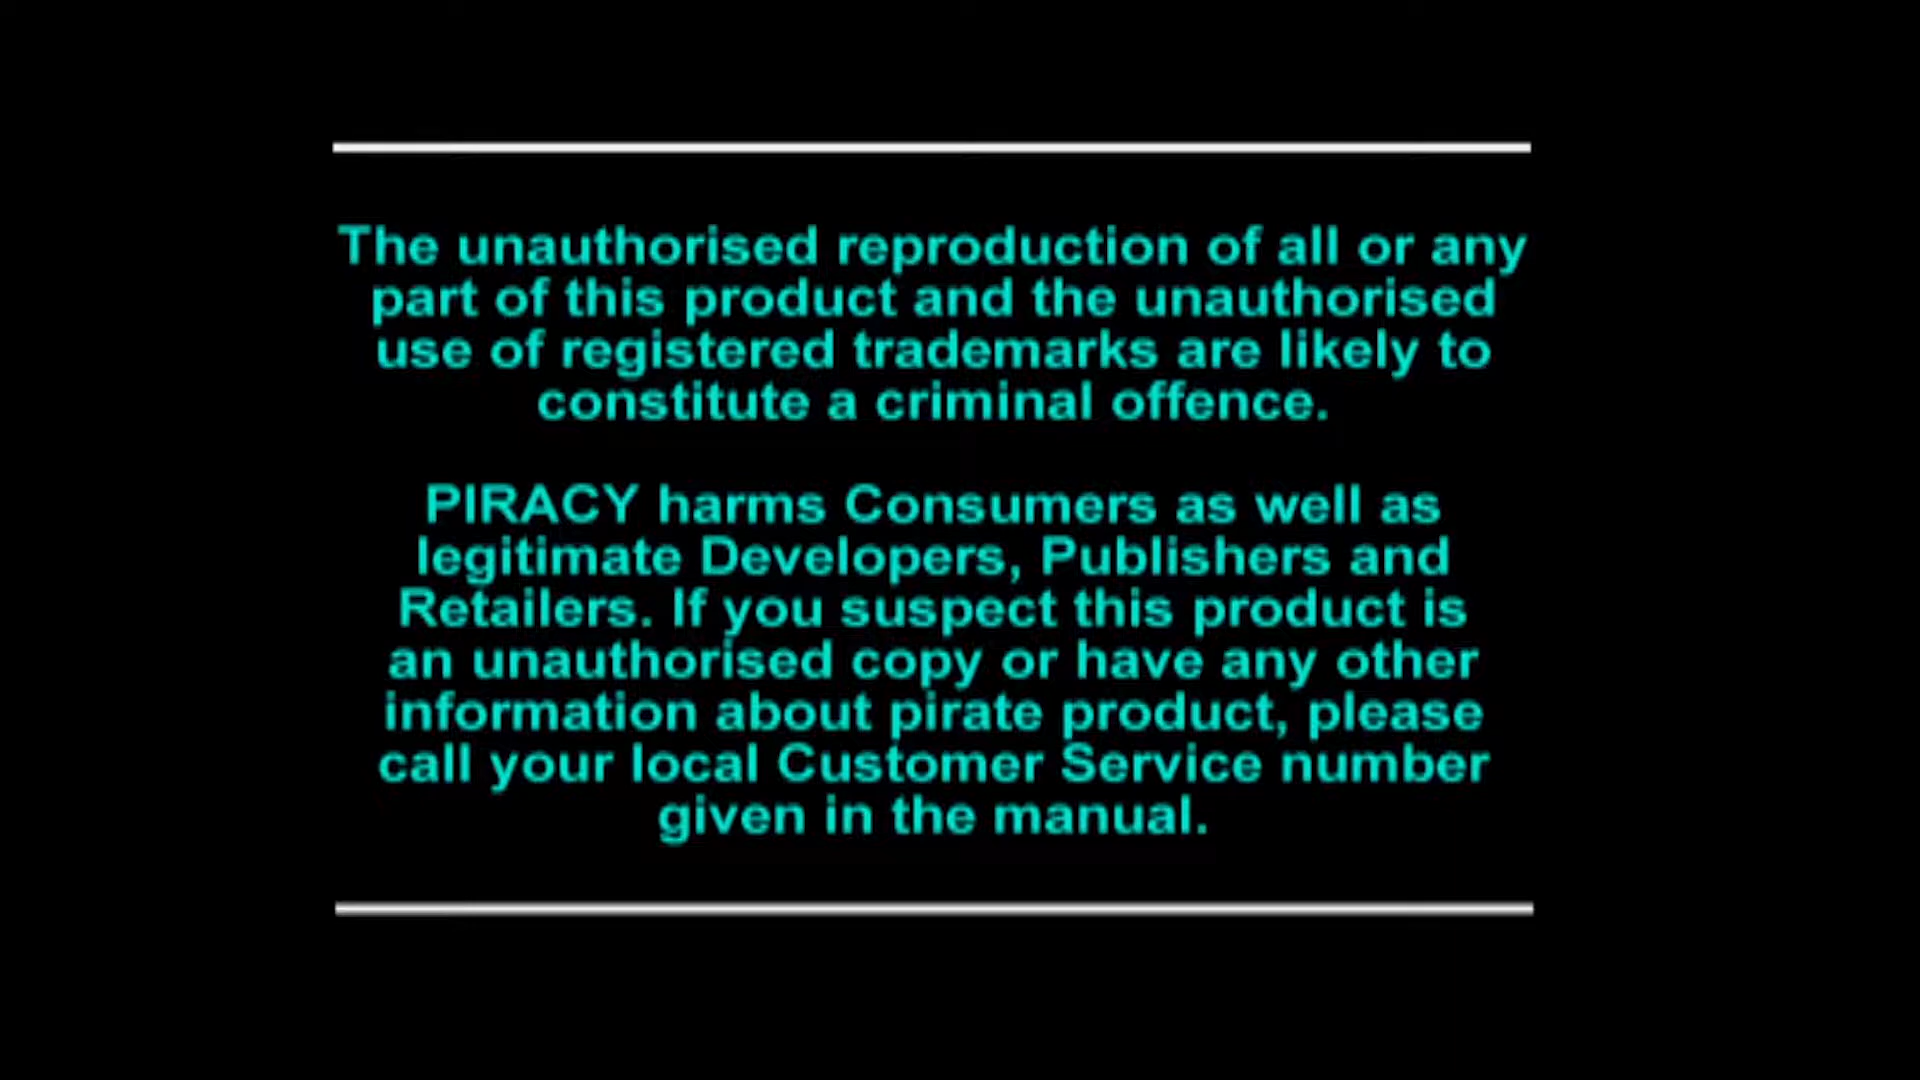 The unauthorised reproduction of all or any
part of this product and the unauthorised
use of registered trademarks are likely to
constitute a criminal offence.
PIRACY harms Consumers as well as
legitimate Developers, Publishers and
Retailers. If you suspect this product is
an unauthorised copy or have any other
information about pirate product, please
call your local Customer Service number
given in the manual.